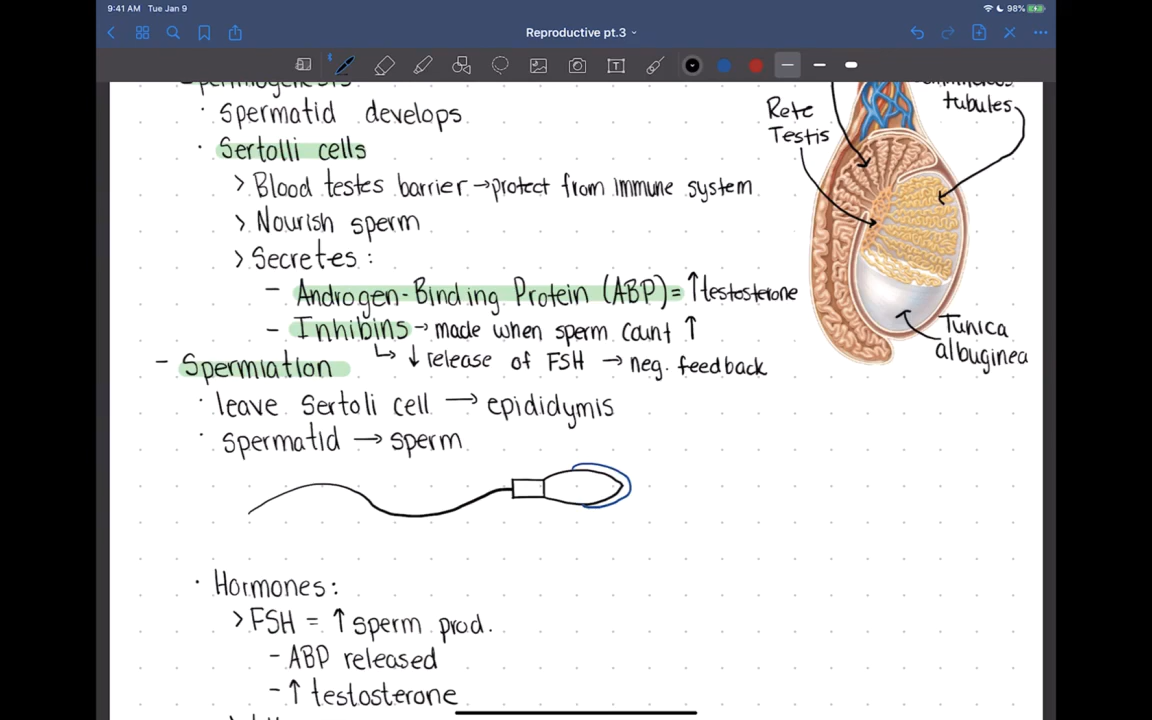 9:41 AM Tue Jan 9
98%
Reproductive pt.3
Spermiogenesis
· Spermatid develops
· Sertolli cells
> Blood testes barrier → protect from immune system
> Nourish sperm
> Secretes:
- Androgen-Binding Protein (ABP) = ↑ testosterone
- Inhibins → made when sperm count ↑
↳ ↓ release of FSH → neg. feedback
- Spermiation
· leave Sertoli cell → epididymis
· spermatid → sperm
· Hormones:
> FSH = ↑ sperm prod.
- ABP released
- ↑ testosterone
tubules
Rete
Testis
Tunica
albuginea